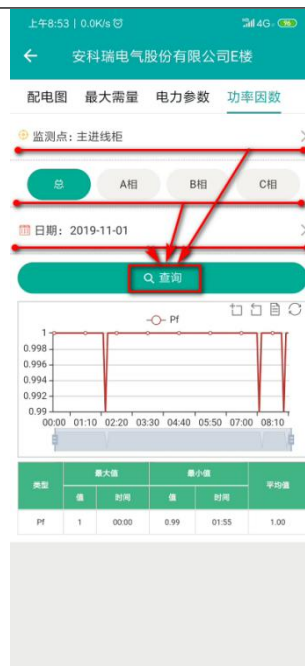 上午8:53 | 0.0K/s
4G 96
安科瑞电气股份有限公司E楼
配电图 最大需量 电力参数 功率因数
监测点: 主进线柜
总 A相 B相 C相
日期: 2019-11-01
查询
Pf
1
0.998
0.996
0.994
0.992
0.99
00:00 01:10 02:20 03:30 04:40 05:50 07:00 08:10
类型 最大值 最小值 平均值
值 时间 值 时间
Pf 1 00:00 0.99 01:55 1.00